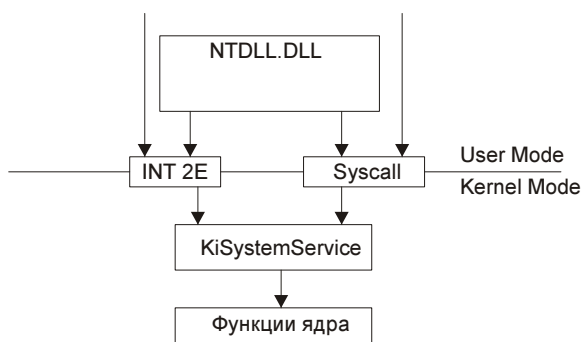 NTDLL.DLL
INT 2E
Syscall
User Mode
Kernel Mode
KiSystemService
Функции ядра